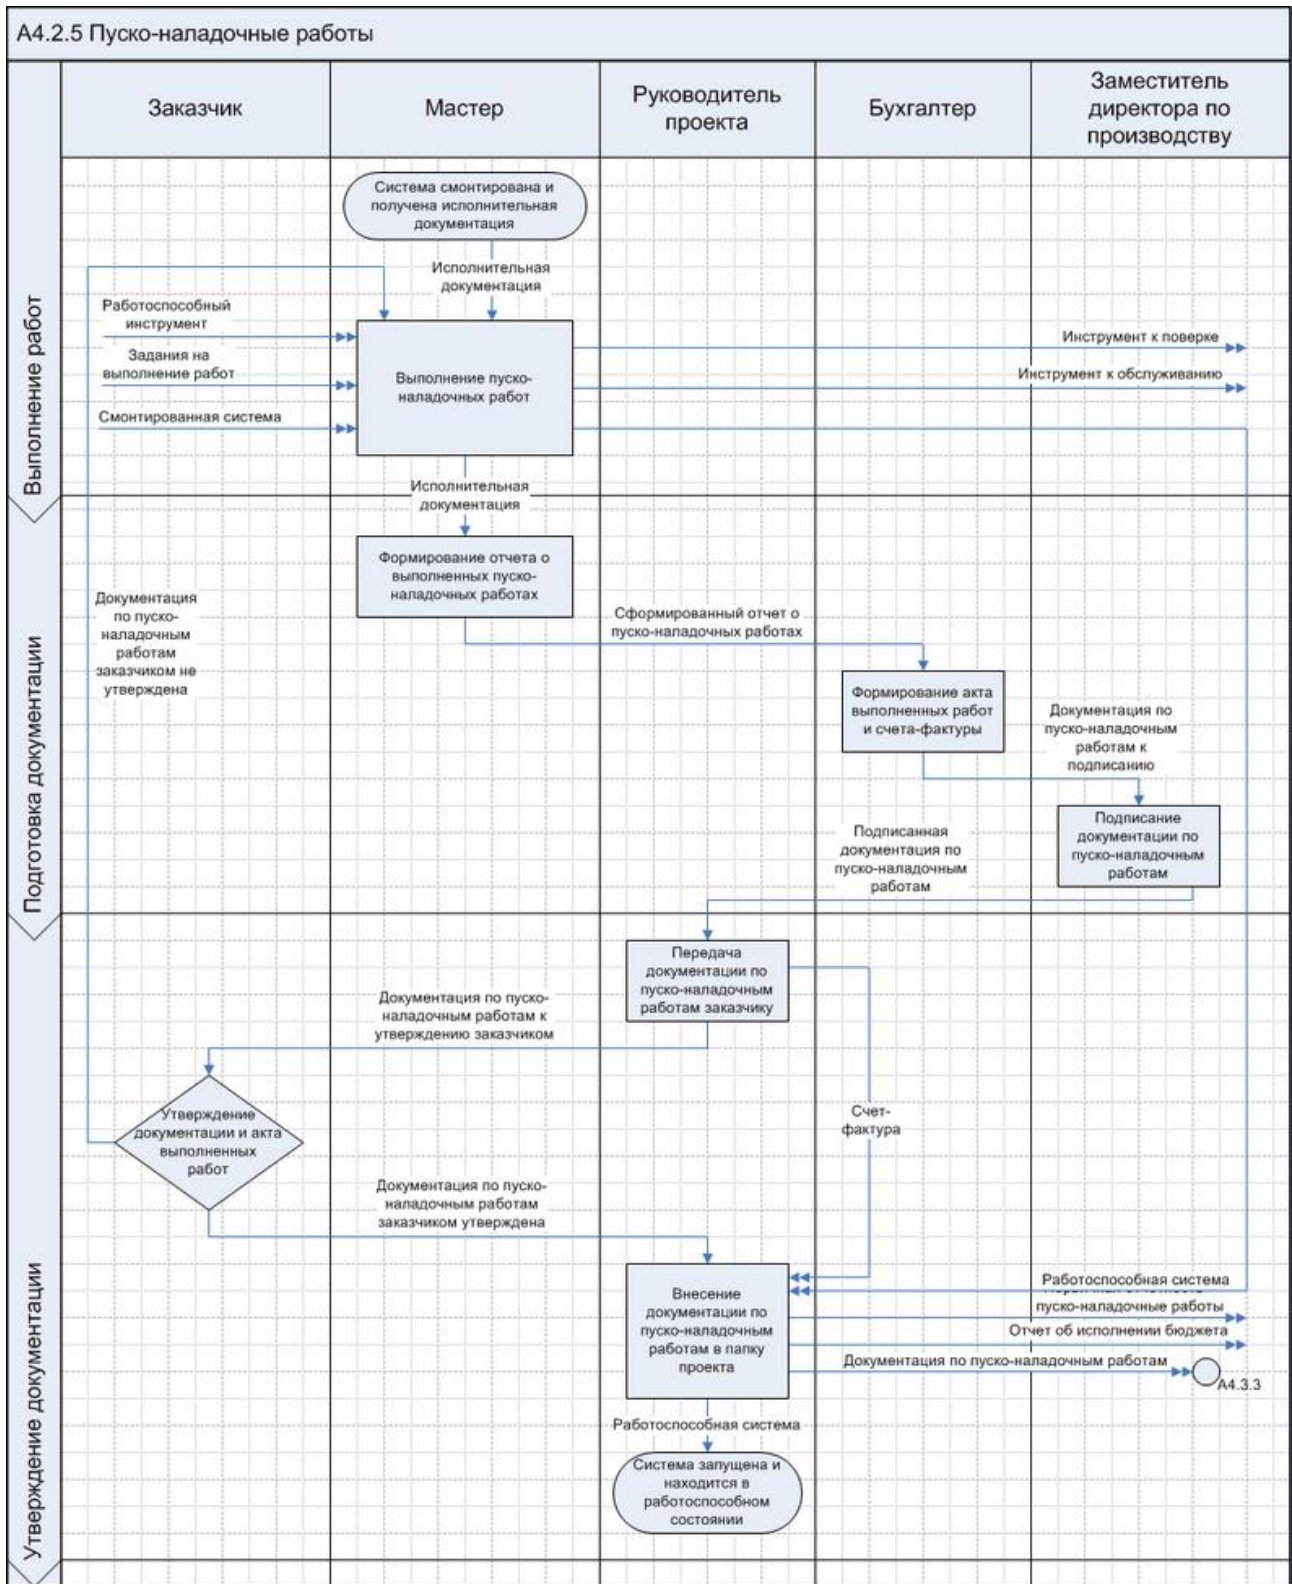 А4.2.5 Пуско-наладочные работы
Заказчик
Мастер
Руководитель
проекта
Бухгалтер
Заместитель
директора по
производству
Выполнение работ
Система смонтирована и
получена исполнительная
документация
Исполнительная
документация
Работоспособный
инструмент
Задания на
выполнение работ
Смонтированная система
Выполнение пуско-
наладочных работ
Инструмент к поверке
Инструмент к обслуживанию
Исполнительная
документация
Подготовка документации
Формирование отчета о
выполненных пуско-
наладочных работах
Документация
по пуско-
наладочным
работам
заказчиком не
утверждена
Сформированный отчет о
пуско-наладочных работах
Формирование акта
выполненных работ
и счета-фактуры
Документация по
пуско-наладочным
работам к
подписанию
Подписание
документации по
пуско-наладочным
работам
Подписанная
документация по
пуско-наладочным
работам
Утверждение документации
Передача
документации по
пуско-наладочным
работам заказчику
Документация по пуско-
наладочным работам к
утверждению заказчиком
Утверждение
документации и акта
выполненных
работ
Счет-
фактура
Документация по пуско-
наладочным работам
заказчиком утверждена
Внесение
документации по
пуско-наладочным
работам в папку
проекта
Работоспособная система
пуско-наладочные работы
Отчет об исполнении бюджета
Документация по пуско-наладочным работам
А4.3.3
Работоспособная система
Система запущена и
находится в
работоспособном
состоянии